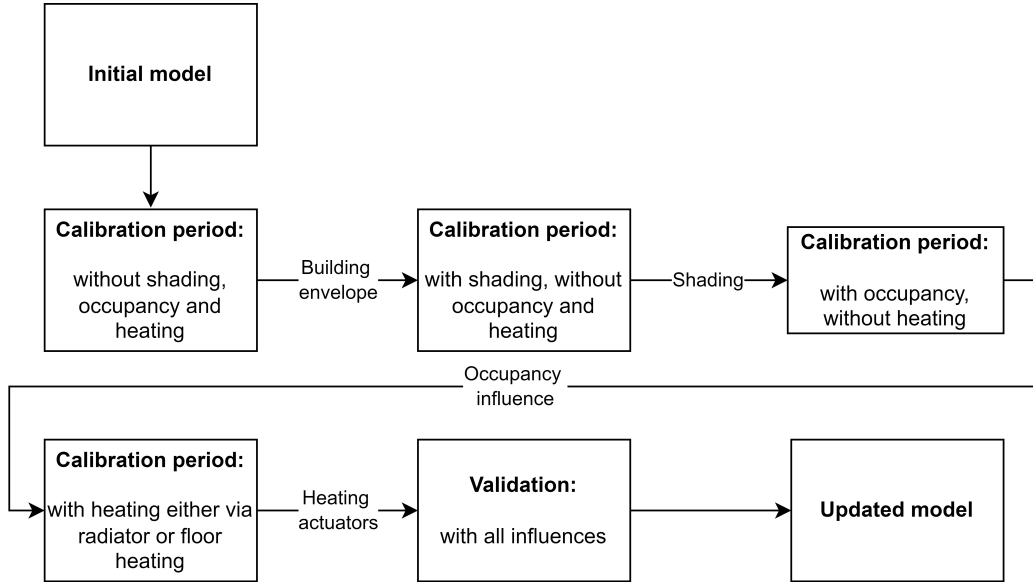 Initial model
Calibration period:
without shading,
occupancy and
heating
Building
envelope
Calibration period:
with shading, without
occupancy and
heating
Shading
Calibration period:
with occupancy,
without heating
Occupancy
influence
Calibration period:
with heating either via
radiator or floor
heating
Heating
actuators
Validation:
with all influences
Updated model